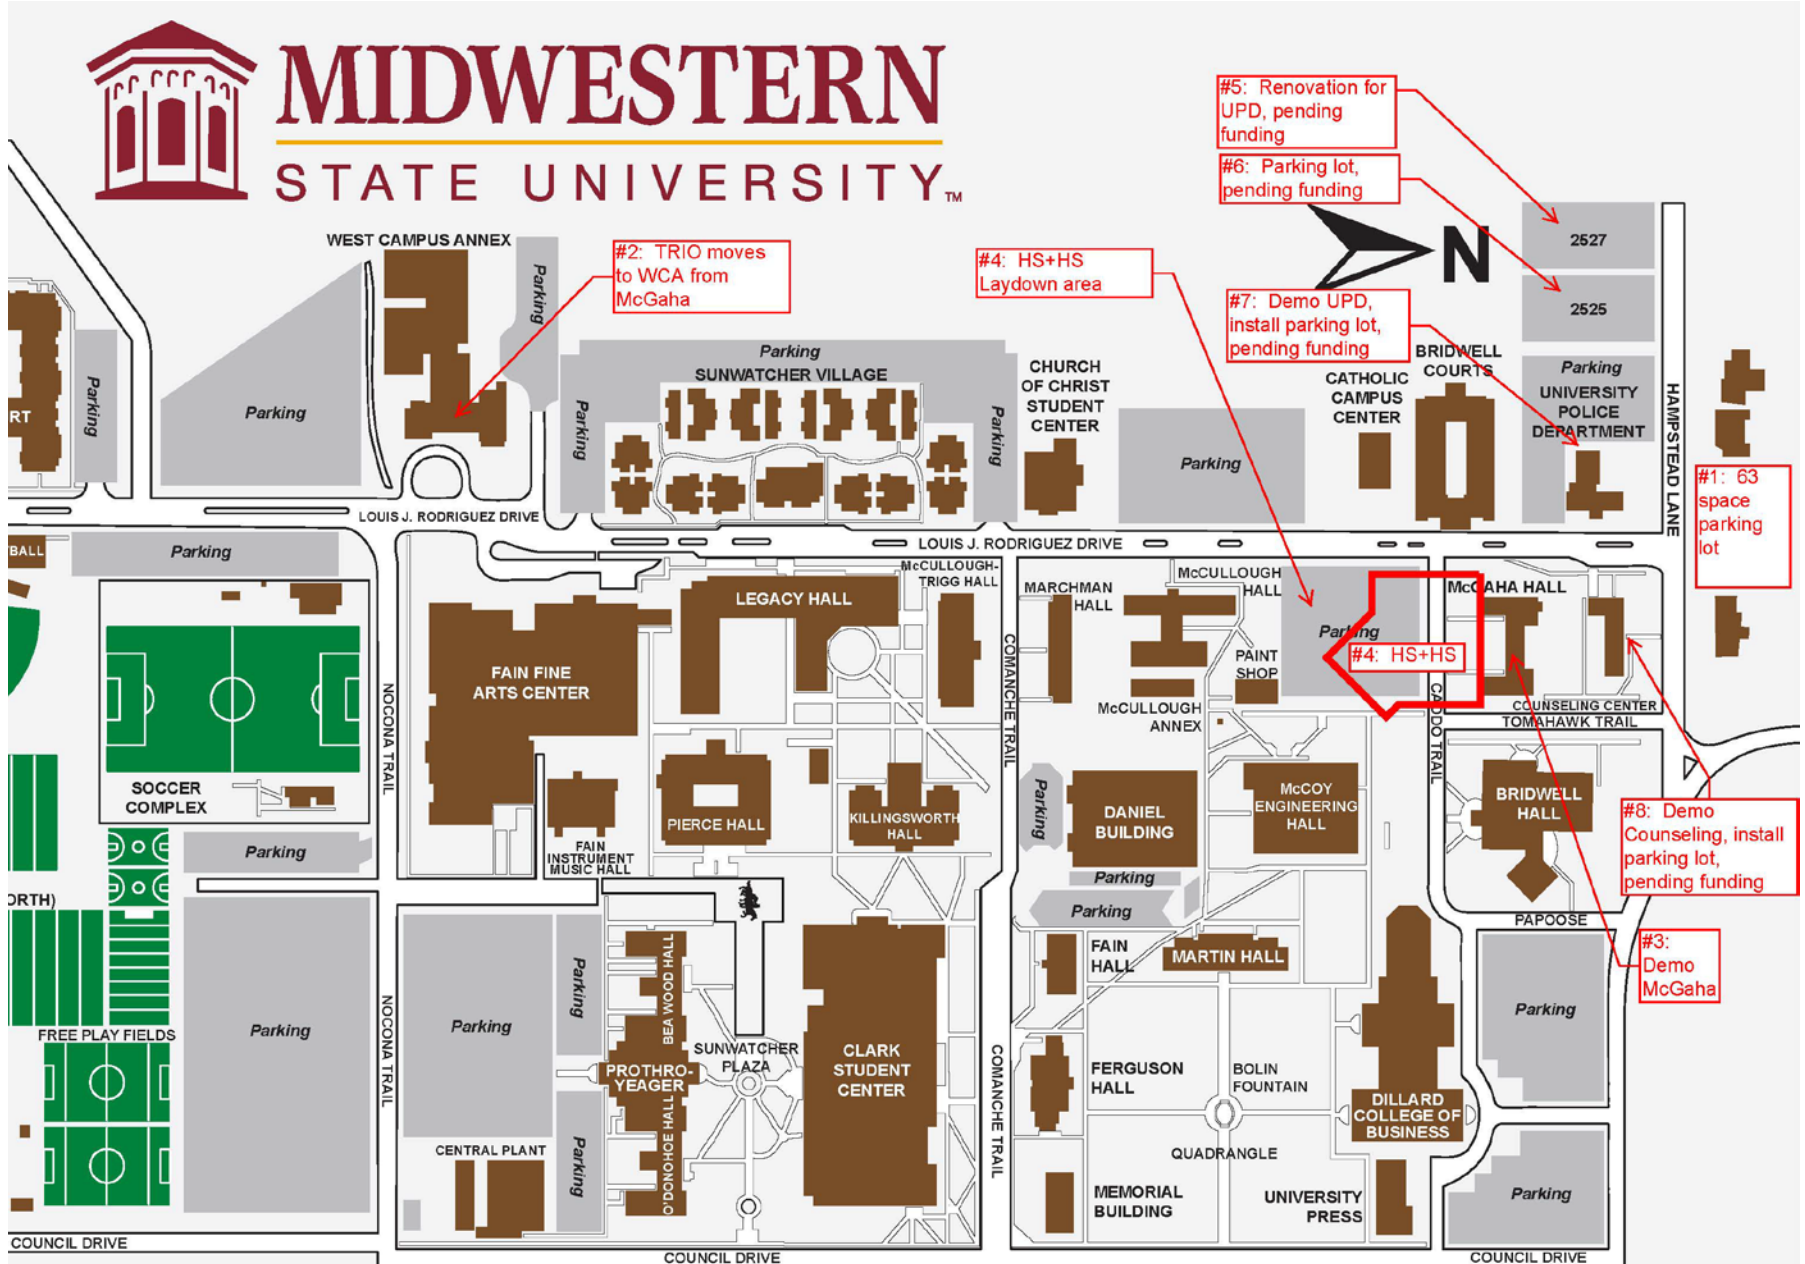 MIDWESTERN
STATE UNIVERSITY™
#5: Renovation for
UPD, pending
funding
#6: Parking lot,
pending funding
N
2527
2525
WEST CAMPUS ANNEX
#2: TRIO moves
to WCA from
McGaha
#4: HS+HS
Laydown area
#7: Demo UPD,
install parking lot,
pending funding
Parking
Parking
Parking
Parking
SUNWATCHER VILLAGE
Parking
Parking
CHURCH
OF CHRIST
STUDENT
CENTER
Parking
CATHOLIC
CAMPUS
CENTER
BRIDWELL
COURTS
Parking
UNIVERSITY
POLICE
DEPARTMENT
HAMPSTEAD LANE
#1: 63
space
parking
lot
RT
LOUIS J. RODRIGUEZ DRIVE
LOUIS J. RODRIGUEZ DRIVE
TBALL
Parking
McCULLOUGH-
TRIGG HALL
LEGACY HALL
MARCHMAN
HALL
McCULLOUGH
HALL
Parking
#4: HS+HS
McGAHA HALL
PAINT
SHOP
FAIN FINE
ARTS CENTER
McCULLOUGH
ANNEX
COUNSELING CENTER
TOMAHAWK TRAIL
NOCONA TRAIL
COMANCHE TRAIL
CADDO TRAIL
SOCCER
COMPLEX
PIERCE HALL
KILLINGSWORTH
HALL
Parking
DANIEL
BUILDING
McCOY
ENGINEERING
HALL
BRIDWELL
HALL
#8: Demo
Counseling, install
parking lot,
pending funding
Parking
FAIN
INSTRUMENT
MUSIC HALL
Parking
Parking
PAPOOSE
ORTH)
FAIN
HALL
MARTIN HALL
#3:
Demo
McGaha
Parking
Parking
Parking
BEA WOOD HALL
Parking
FREE PLAY FIELDS
NOCONA TRAIL
SUNWATCHER
PLAZA
PROTHRO-
YEAGER
CLARK
STUDENT
CENTER
COMANCHE TRAIL
FERGUSON
HALL
BOLIN
FOUNTAIN
DILLARD
COLLEGE OF
BUSINESS
CENTRAL PLANT
Parking
O'DONOHOE HALL
QUADRANGLE
MEMORIAL
BUILDING
UNIVERSITY
PRESS
Parking
COUNCIL DRIVE
COUNCIL DRIVE
COUNCIL DRIVE